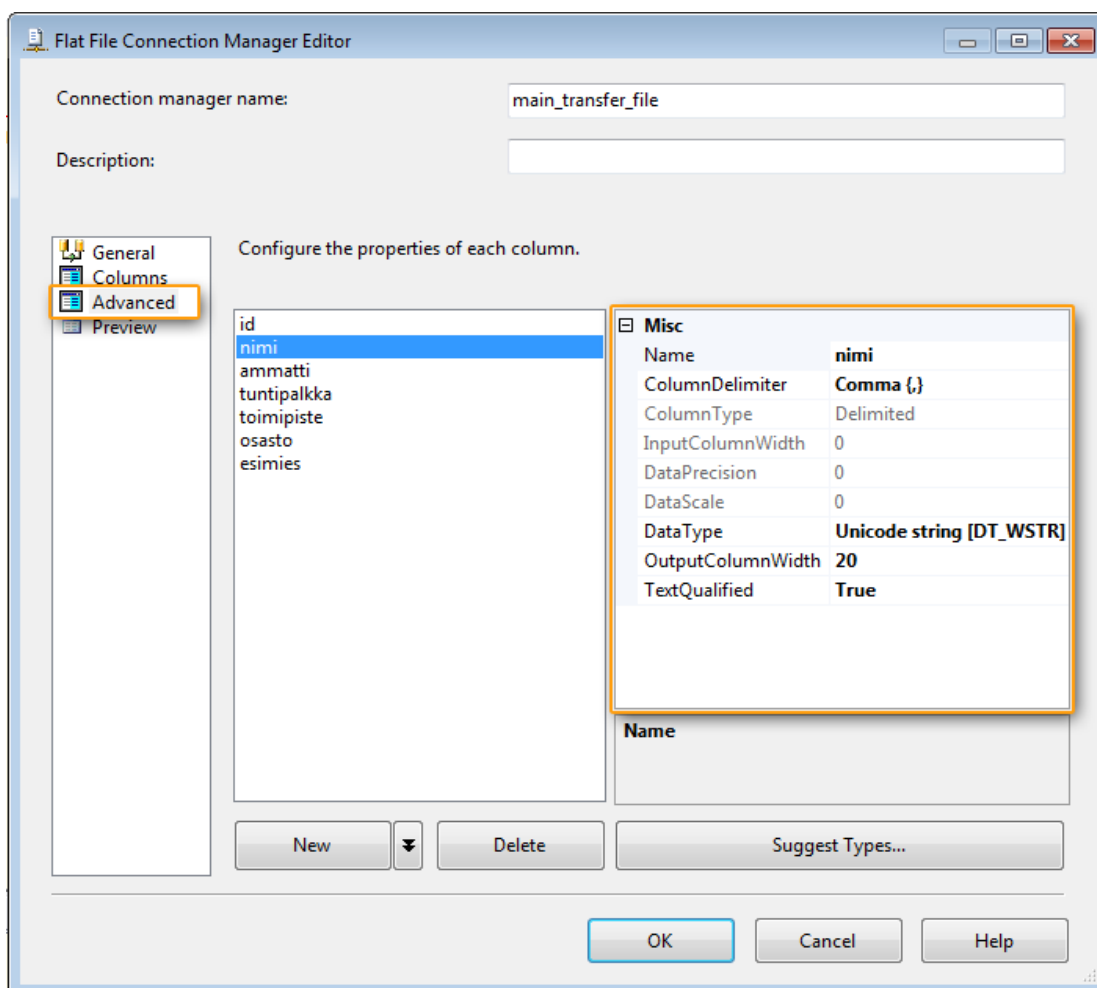 Flat File Connection Manager Editor
Connection manager name: main_transfer_file
Description:
General
Columns
Advanced
Preview
Configure the properties of each column.
id
nimi
ammatti
tuntipalkka
toimipiste
osasto
esimies
Misc
Name nimi
ColumnDelimiter Comma {,}
ColumnType Delimited
InputColumnWidth 0
DataPrecision 0
DataScale 0
DataType Unicode string [DT_WSTR]
OutputColumnWidth 20
TextQualified True
Name
New Delete Suggest Types...
OK Cancel Help